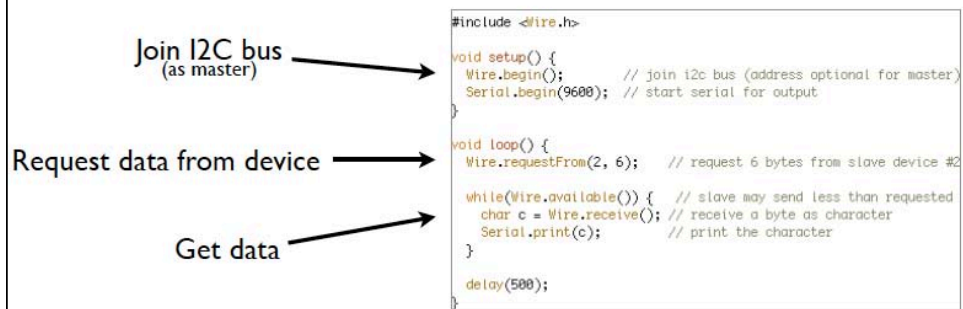 Join I2C bus
(as master)
Request data from device
Get data
#include <Wire.h>
void setup() {
Wire.begin();        // join i2c bus (address optional for master)
Serial.begin(9600);  // start serial for output
}
void loop() {
Wire.requestFrom(2, 6);    // request 6 bytes from slave device #2
while(Wire.available()) {   // slave may send less than requested
char c = Wire.receive(); // receive a byte as character
Serial.print(c);         // print the character
}
delay(500);
}